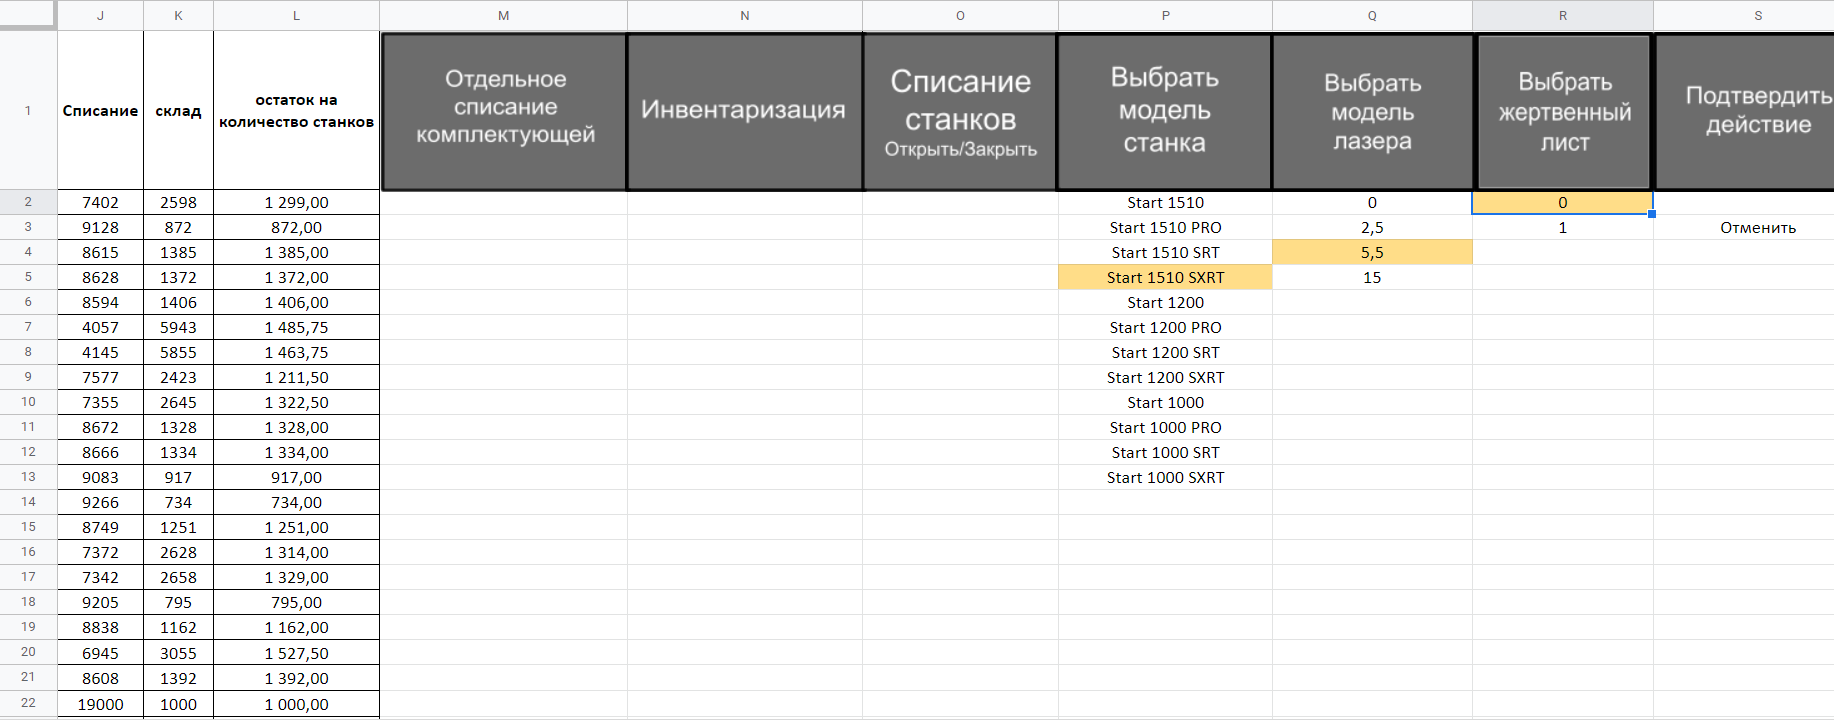 J K L M N O P Q R S
1 Списание склад остаток на количество станков Отдельное списание комплектующей Инвентаризация Списание станков Открыть/Закрыть Выбрать модель станка Выбрать модель лазера Выбрать жертвенный лист Подтвердить действие
2 7402 2598 1 299,00 Start 1510 0 0
3 9128 872 872,00 Start 1510 PRO 2,5 1 Отменить
4 8615 1385 1 385,00 Start 1510 SRT 5,5
5 8628 1372 1 372,00 Start 1510 SXRT 15
6 8594 1406 1 406,00 Start 1200
7 4057 5943 1 485,75 Start 1200 PRO
8 4145 5855 1 463,75 Start 1200 SRT
9 7577 2423 1 211,50 Start 1200 SXRT
10 7355 2645 1 322,50 Start 1000
11 8672 1328 1 328,00 Start 1000 PRO
12 8666 1334 1 334,00 Start 1000 SRT
13 9083 917 917,00 Start 1000 SXRT
14 9266 734 734,00
15 8749 1251 1 251,00
16 7372 2628 1 314,00
17 7342 2658 1 329,00
18 9205 795 795,00
19 8838 1162 1 162,00
20 6945 3055 1 527,50
21 8608 1392 1 392,00
22 19000 1000 1 000,00